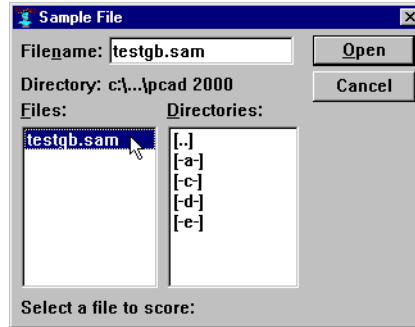 Sample File
Filename: testgb.sam
Open
Directory: c:\...\pcad 2000
Cancel
Files: Directories:
testgb.sam
[..]
[-a-]
[-c-]
[-d-]
[-e-]
Select a file to score: